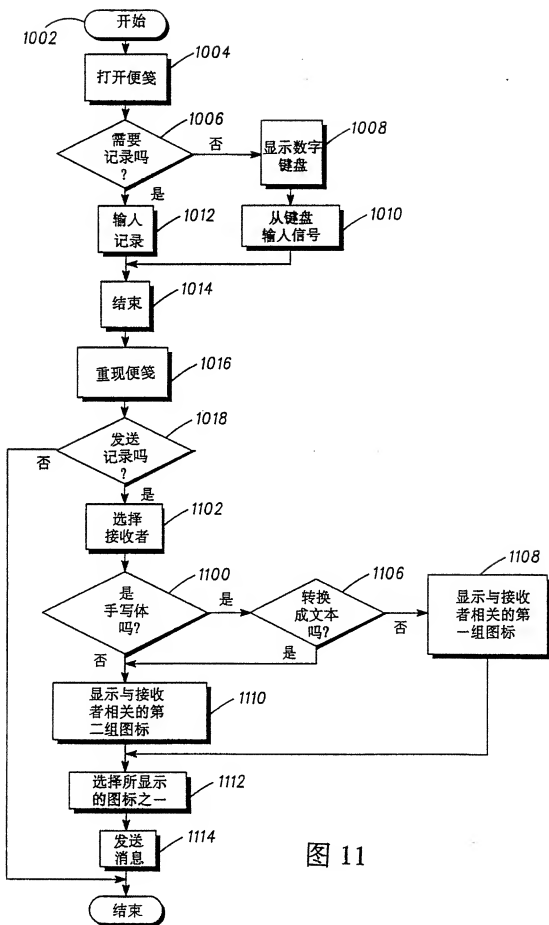 开始
1002
1004
打开便笺
1006
需要
记录吗
?
否
1008
显示数字
键盘
是
1012
输人
记录
从键盘
输人信号
1010
1014
结束
1016
重现便笺
1018
发送
记录吗
?
否
是
1102
选择
接收者
1100
是
手写体
吗?
是
1106
转换
成文本
吗?
否
1108
显示与接收
者相关的第
一组图标
否
是
显示与接收
者相关的第
二组图标
1110
选择所显示
的图标之一
1112
发送
消息
1114
图 11
结束